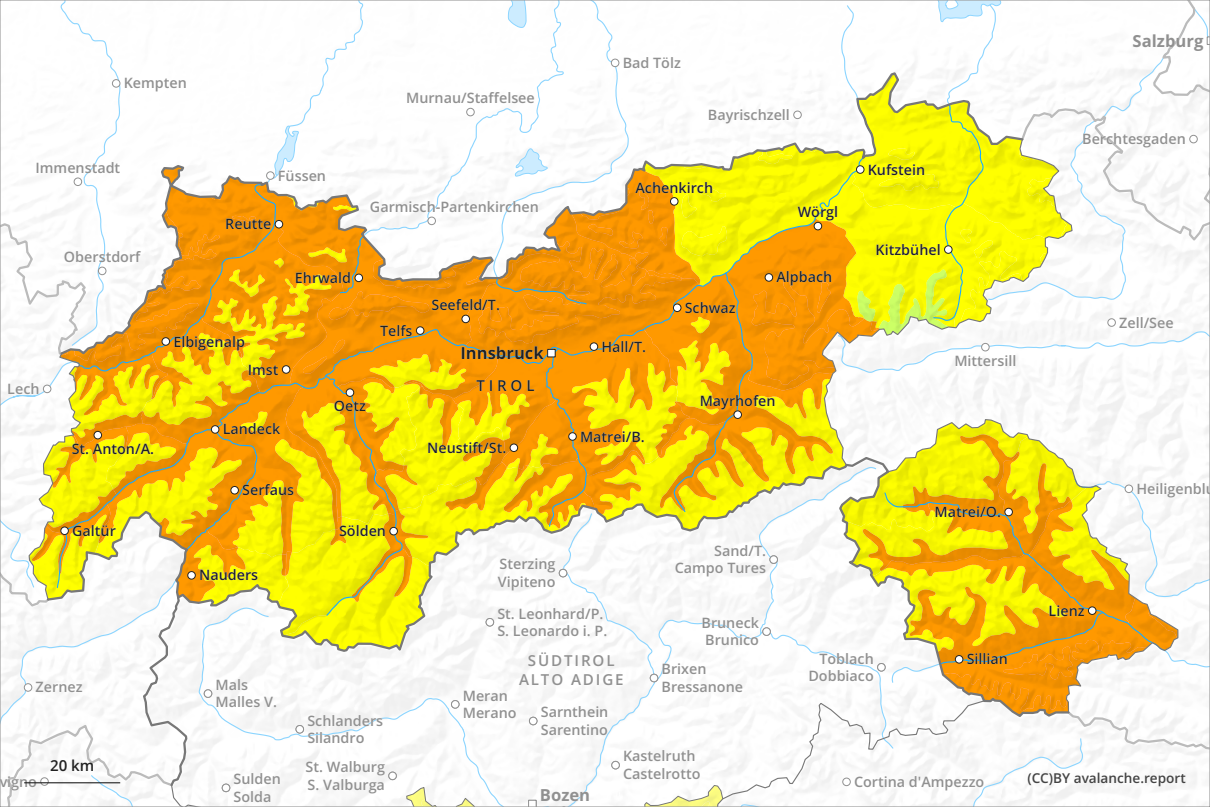 Salzburg
Bad Tölz
Kempten
Murnau/Staffelsee
Bayrischzell
Berchtesgaden
Immenstadt
Füssen
Kufstein
Achenkirch
Garmisch-Partenkirchen
Wörgl
Reutte
Kitzbühel
Oberstdorf
Ehrwald
Alpbach
Seefeld/T.
Schwaz
Telfs
Zell/See
Elbigenalp
Innsbruck
Hall/T.
Mittersill
Imst
TIROL
Lech
Oetz
Mayrhofen
Landeck
Matrei/B.
St. Anton/A.
Neustift/St.
Serfaus
Heiligenblu
Matrei/O.
Galtür
Sölden
Sand/T.
Campo Tures
Sterzing
Vipiteno
Nauders
Lienz
St. Leonhard/P.
S. Leonardo i. P.
Bruneck
Brunico
SÜDTIROL
ALTO ADIGE
Sillian
Toblach
Dobbiaco
Brixen
Bressanone
Zernez
Mals
Malles V.
Meran
Merano
Sarnthein
Sarentino
Schlanders
Silandro
Kastelruth
Castelrotto
20 km
St. Walburg
S. Valburga
vigno
Sulden
Solda
Cortina d'Ampezzo
(CC)BY avalanche.report
Bozen